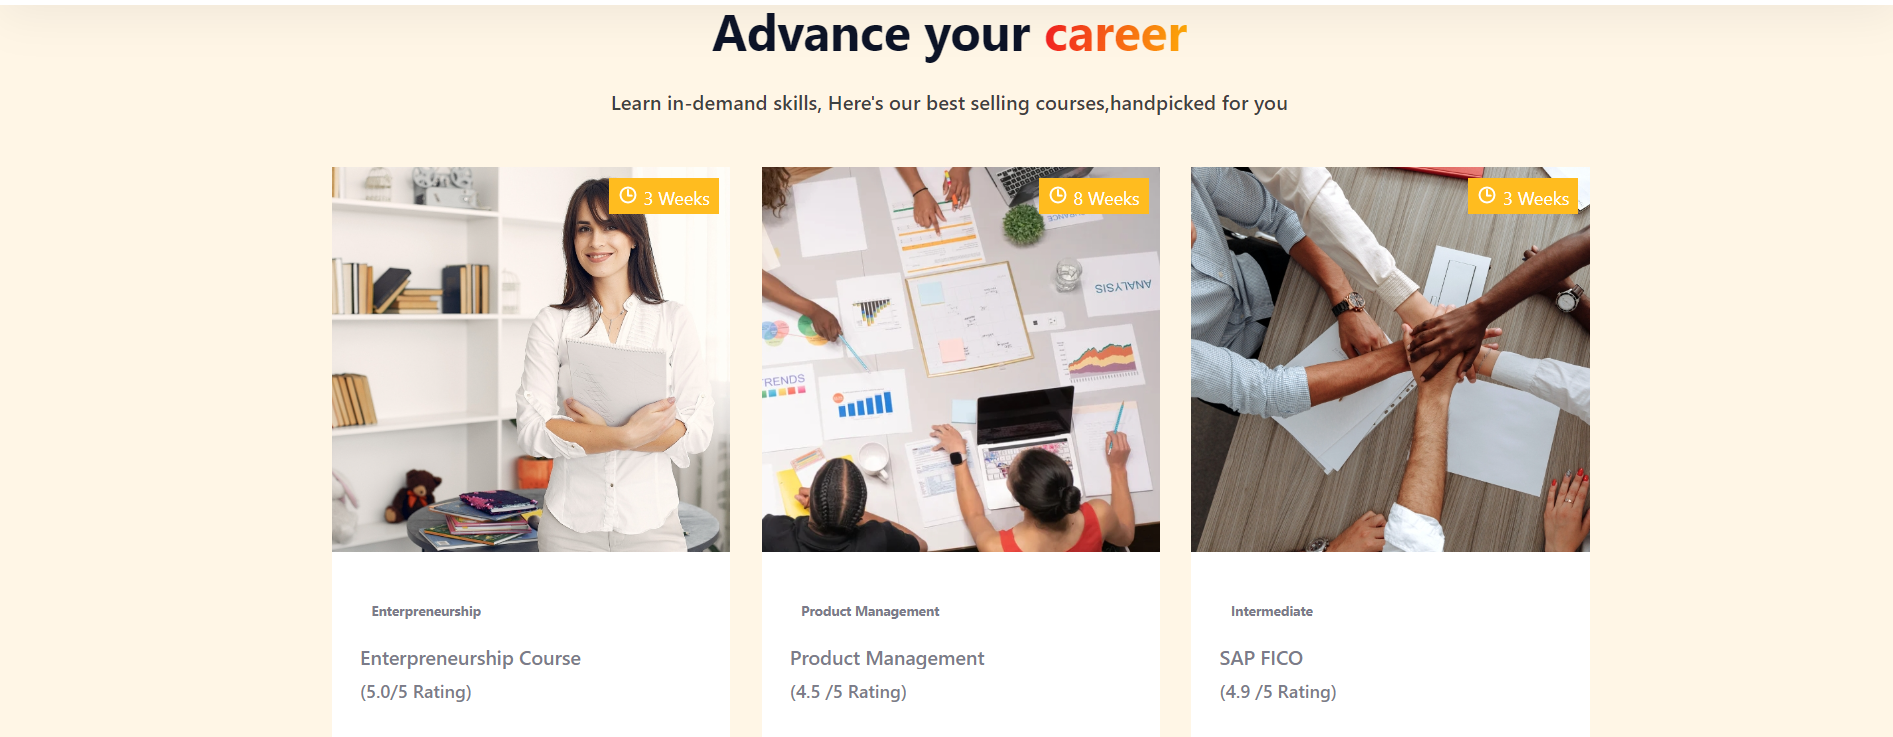 Advance your career
Learn in-demand skills, Here's our best selling courses,handpicked for you
3 Weeks
8 Weeks
3 Weeks
ANALYSIS
TRENDS
Enterpreneurship
Product Management
Intermediate
Enterpreneurship Course
Product Management
SAP FICO
(5.0/5 Rating)
(4.5 /5 Rating)
(4.9 /5 Rating)